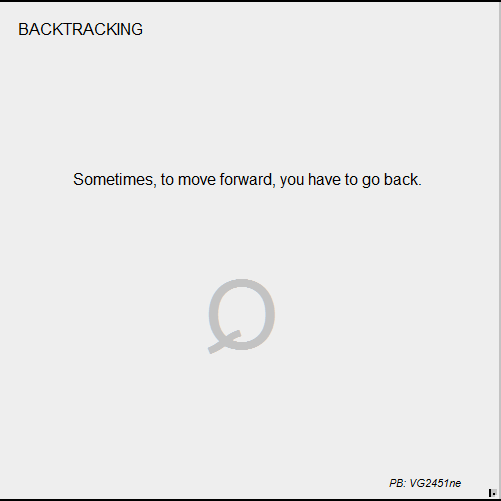 BACKTRACKING
Sometimes, to move forward, you have to go back.
Q
PB: VG2451ne